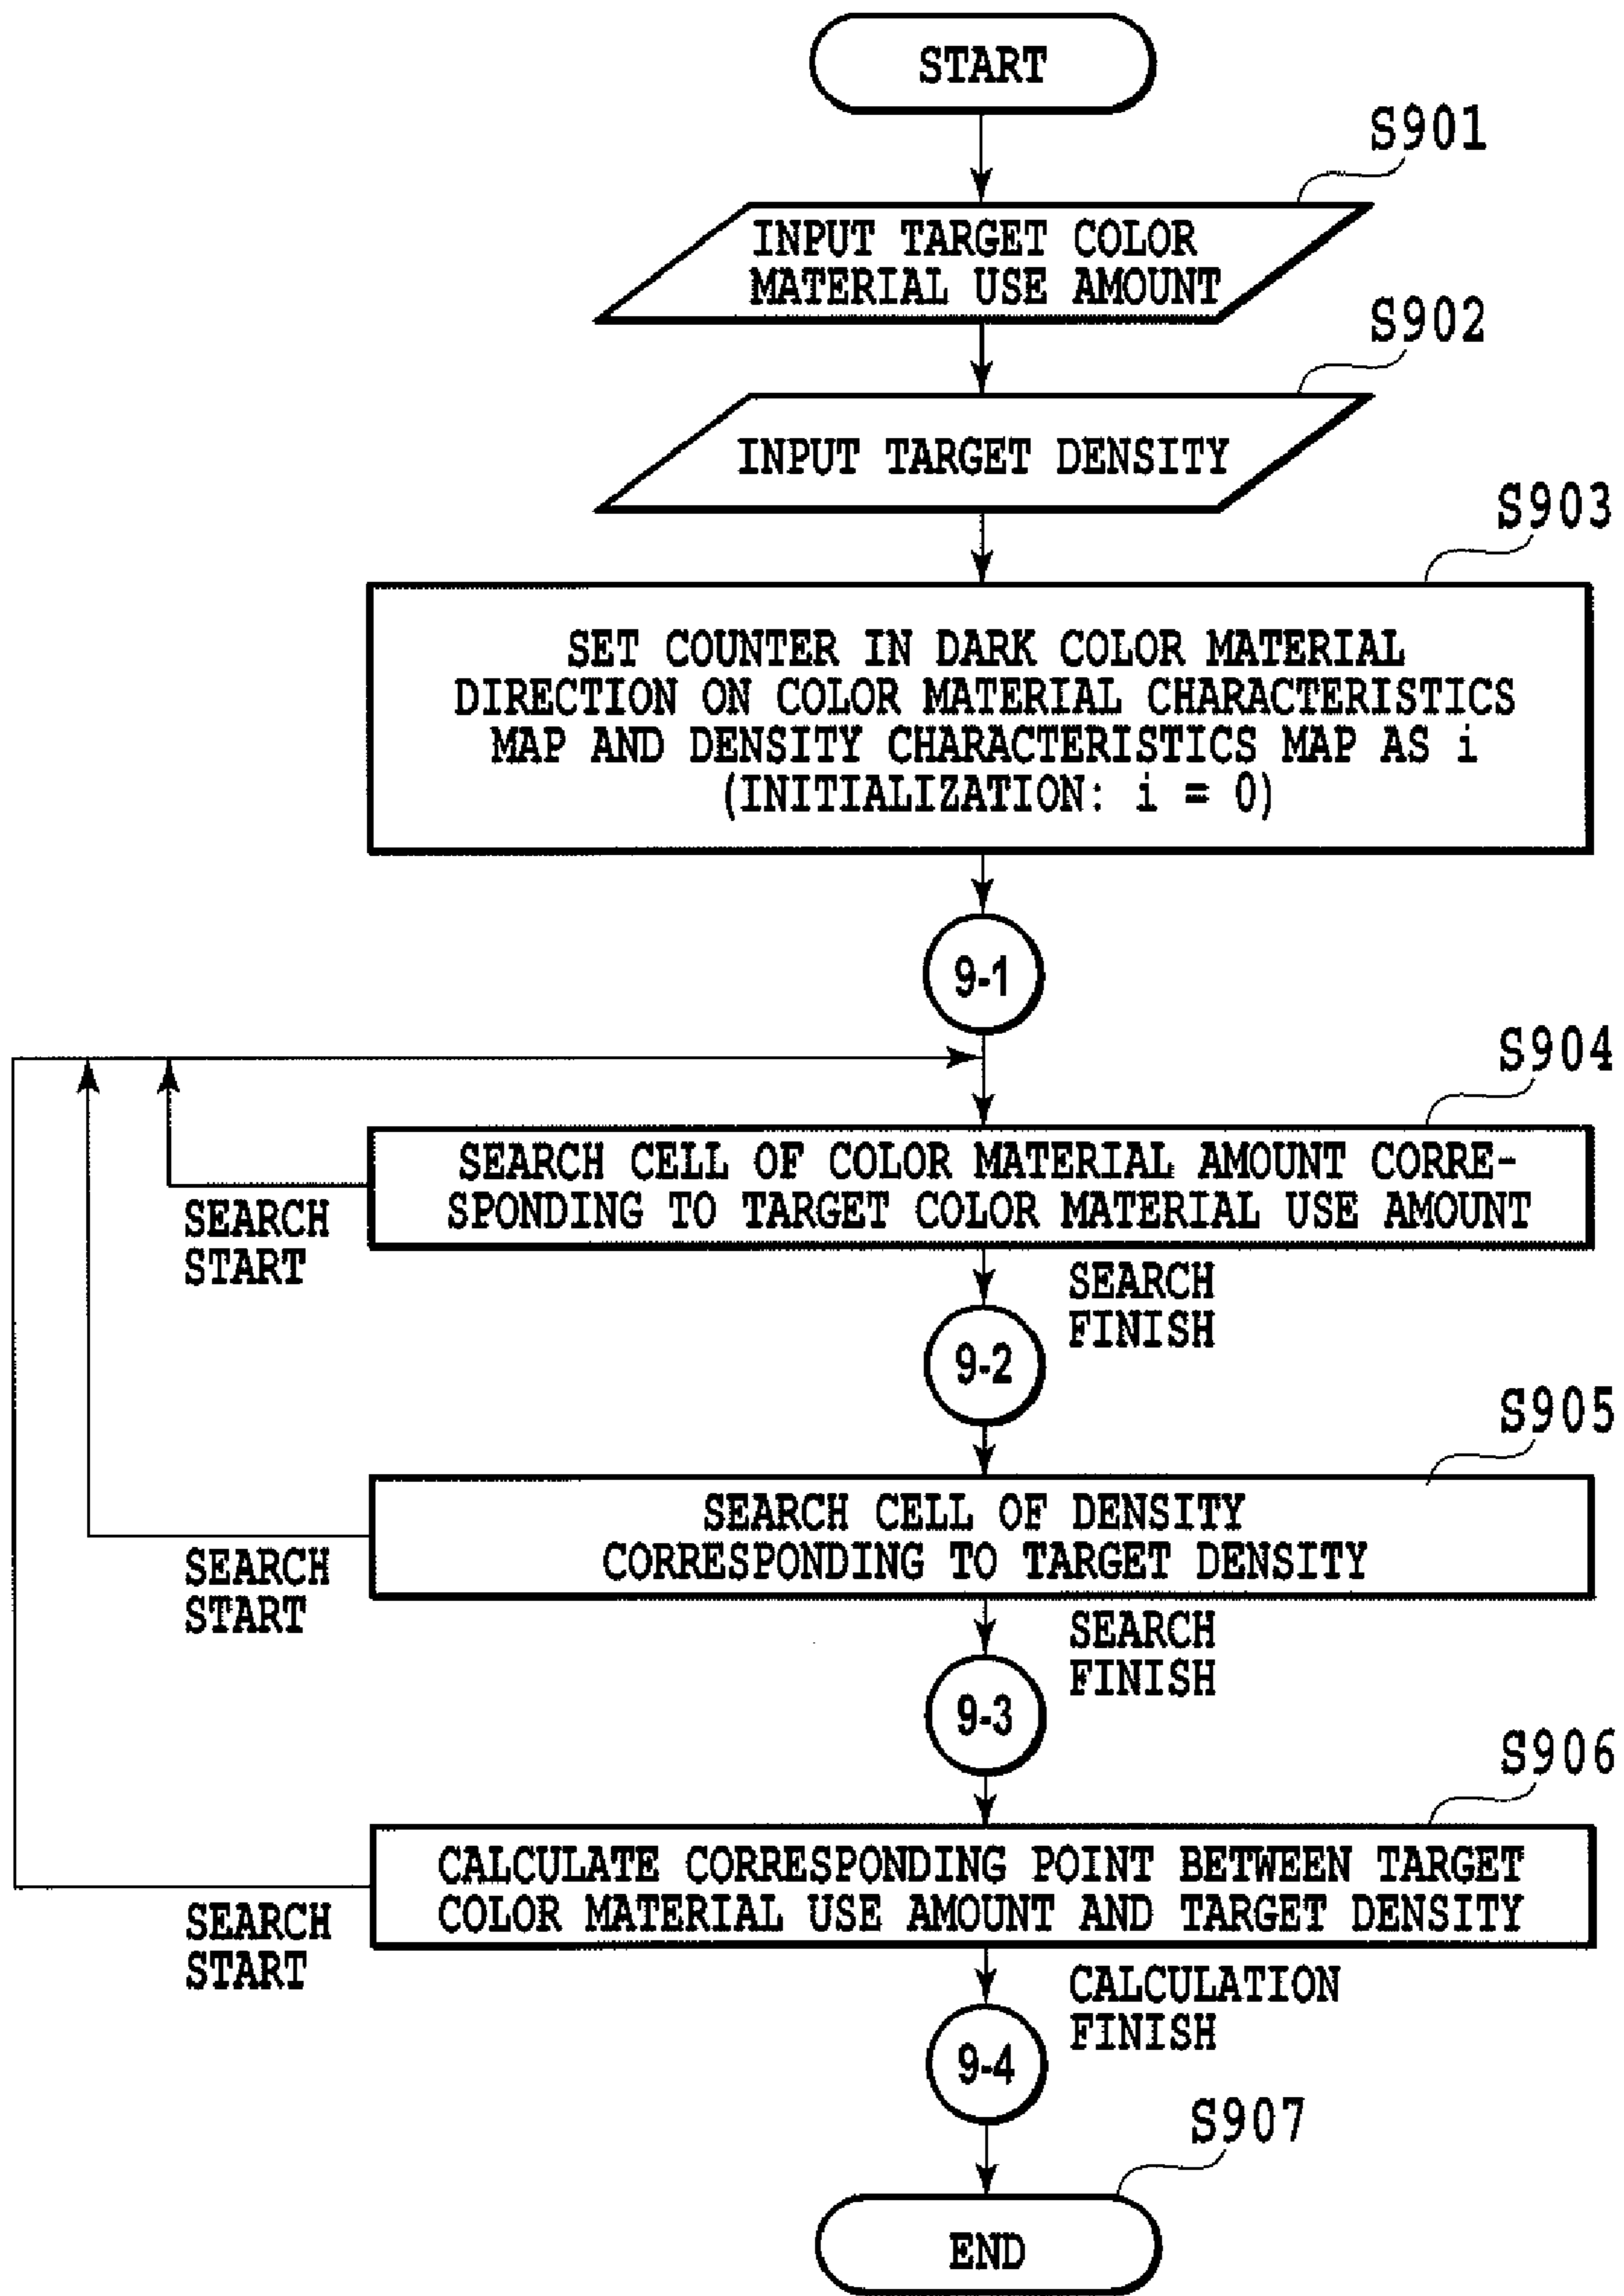 START
S901
INPUT TARGET COLOR
MATERIAL USE AMOUNT
S902
INPUT TARGET DENSITY
S903
SET COUNTER IN DARK COLOR MATERIAL
DIRECTION ON COLOR MATERIAL CHARACTERISTICS
MAP AND DENSITY CHARACTERISTICS MAP AS i
(INITIALIZATION: i = 0)
9-1
S904
SEARCH CELL OF COLOR MATERIAL AMOUNT CORRE-
SPONDING TO TARGET COLOR MATERIAL USE AMOUNT
SEARCH
START
SEARCH
FINISH
9-2
S905
SEARCH CELL OF DENSITY
CORRESPONDING TO TARGET DENSITY
SEARCH
START
SEARCH
FINISH
9-3
S906
CALCULATE CORRESPONDING POINT BETWEEN TARGET
COLOR MATERIAL USE AMOUNT AND TARGET DENSITY
SEARCH
START
CALCULATION
FINISH
9-4
S907
END